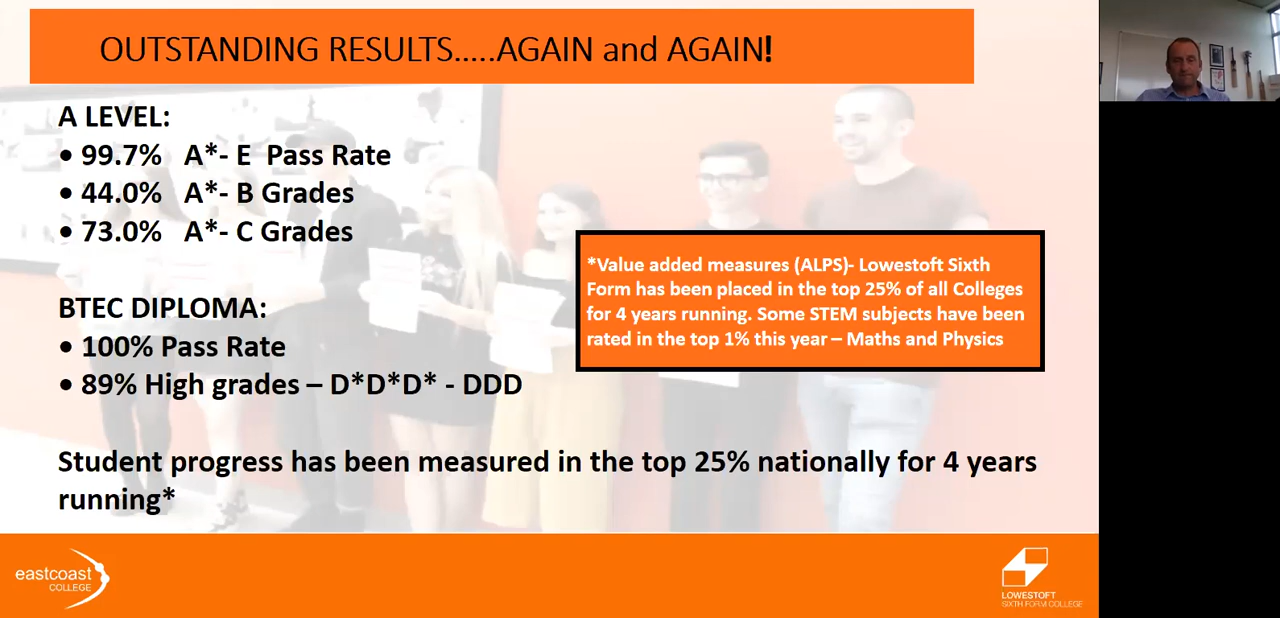 OUTSTANDING RESULTS.....AGAIN and AGAIN!
A LEVEL:
• 99.7% A*- E Pass Rate
• 44.0% A*- B Grades
• 73.0% A*- C Grades
*Value added measures (ALPS)- Lowestoft Sixth
Form has been placed in the top 25% of all Colleges
for 4 years running. Some STEM subjects have been
rated in the top 1% this year – Maths and Physics
BTEC DIPLOMA:
• 100% Pass Rate
• 89% High grades – D*D*D* - DDD
Student progress has been measured in the top 25% nationally for 4 years
running*
eastcoast
COLLEGE
LOWESTOFT
SIXTH FORM COLLEGE